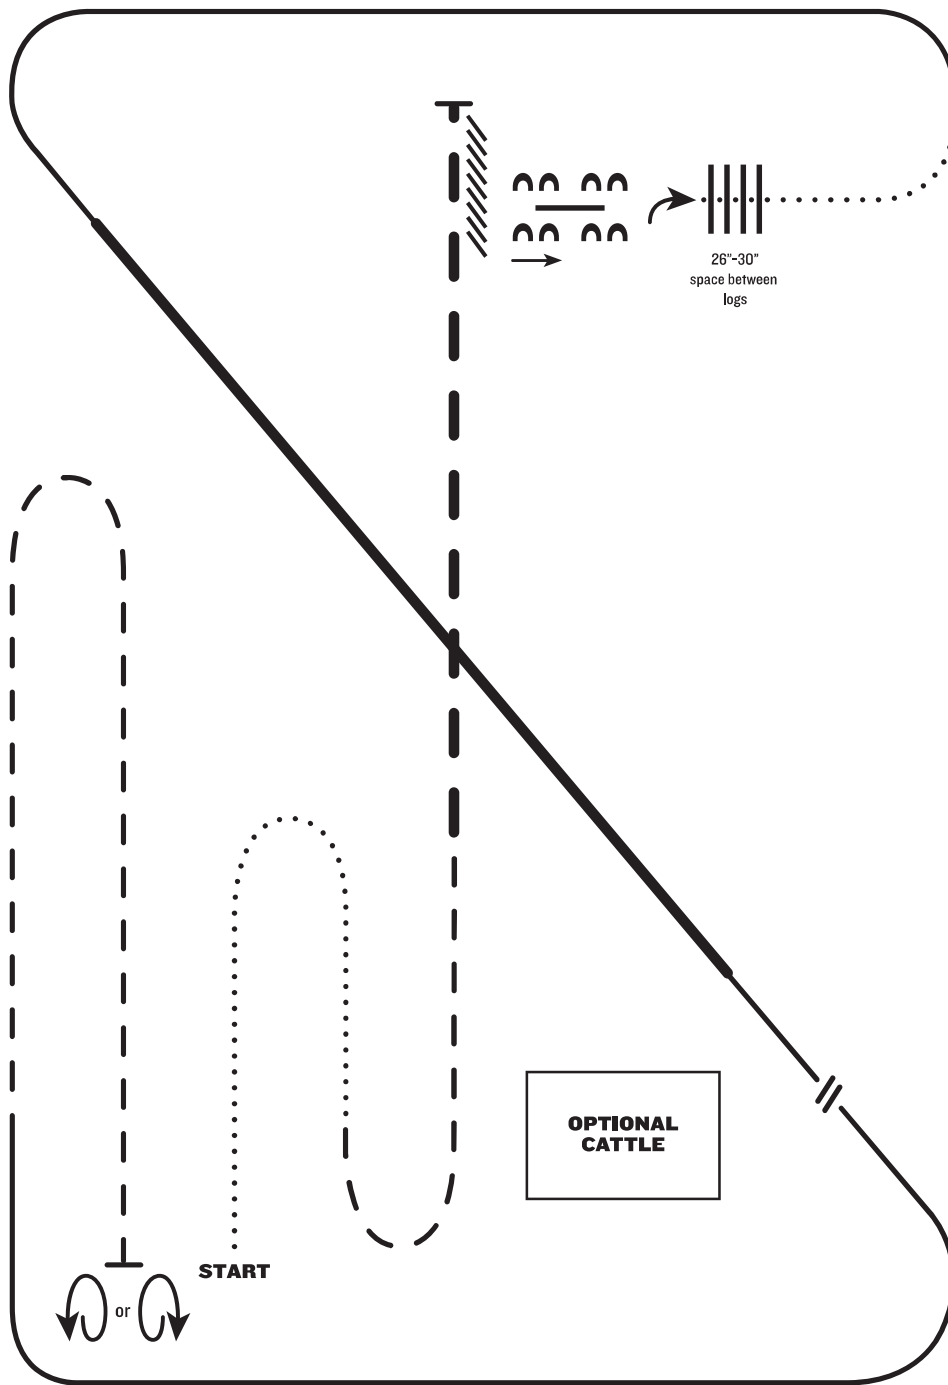 26"-30"
space between
logs
OPTIONAL
CATTLE
START
or